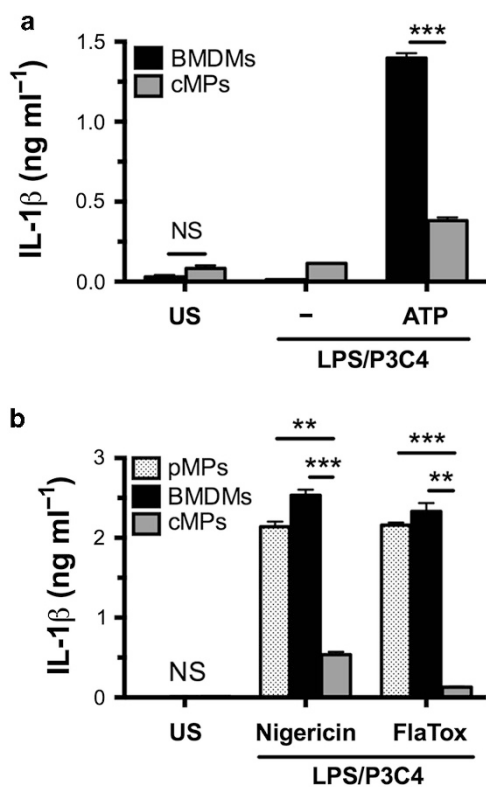 a
IL-1β (ng ml⁻¹)
1.5
1.0
0.5
0.0
BMDMs
cMPs
NS
***
US
–
ATP
LPS/P3C4
b
IL-1β (ng ml⁻¹)
3
2
1
0
pMPs
BMDMs
cMPs
NS
**
***
***
**
US
Nigericin
FlaTox
LPS/P3C4